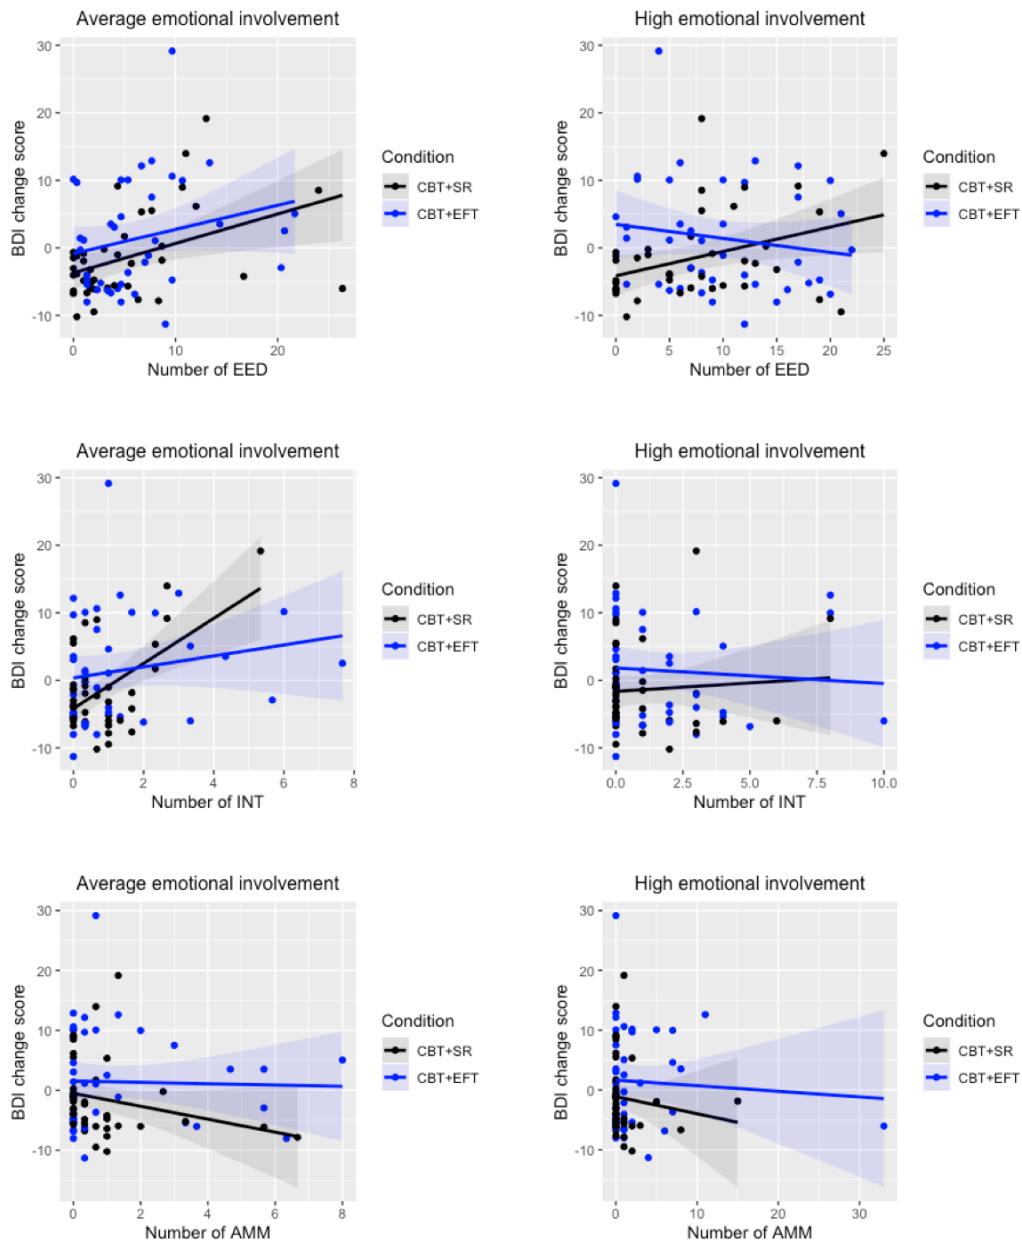 Average emotional involvement
30
20
10
0
-10
BDI change score
0 10 20
Number of EED
Condition
CBT+SR
CBT+EFT
High emotional involvement
30
20
10
0
-10
BDI change score
0 5 10 15 20 25
Number of EED
Condition
CBT+SR
CBT+EFT
Average emotional involvement
30
20
10
0
-10
BDI change score
0 2 4 6 8
Number of INT
Condition
CBT+SR
CBT+EFT
High emotional involvement
30
20
10
0
-10
BDI change score
0.0 2.5 5.0 7.5 10.0
Number of INT
Condition
CBT+SR
CBT+EFT
Average emotional involvement
30
20
10
0
-10
BDI change score
0 2 4 6 8
Number of AMM
Condition
CBT+SR
CBT+EFT
High emotional involvement
30
20
10
0
-10
BDI change score
0 10 20 30
Number of AMM
Condition
CBT+SR
CBT+EFT